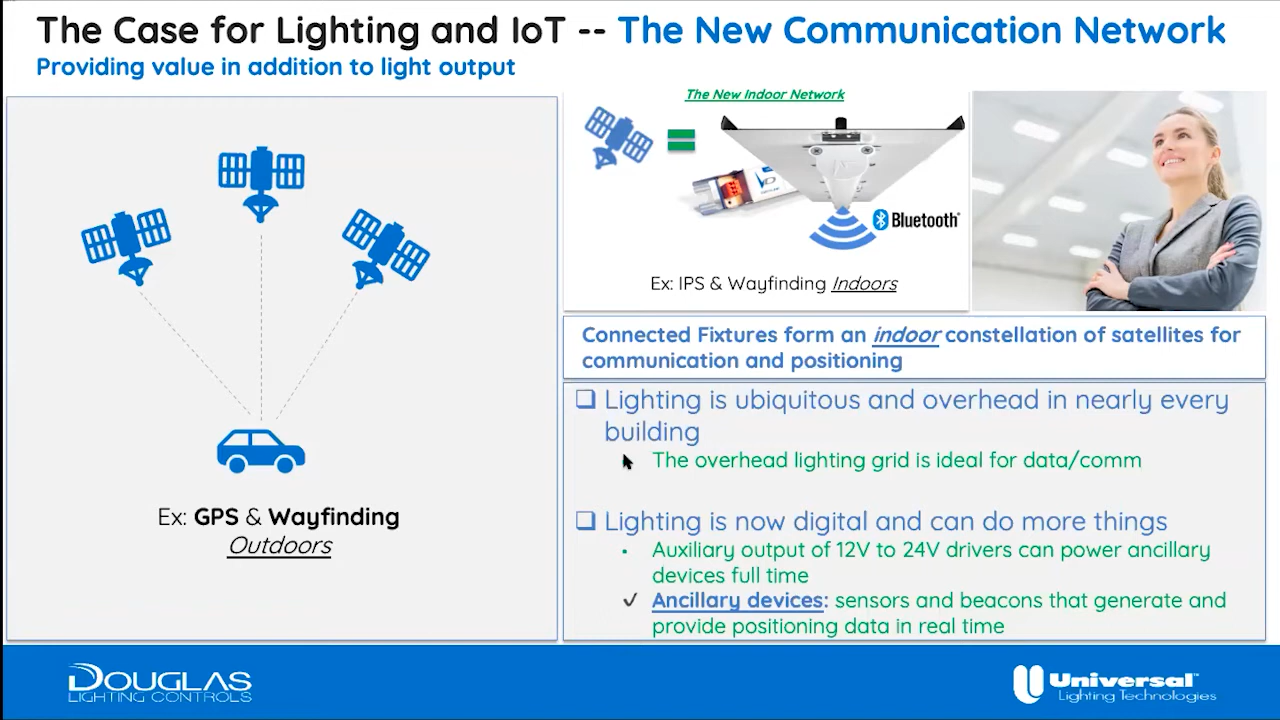 The Case for Lighting and IoT -- The New Communication Network
Providing value in addition to light output
Ex: GPS & Wayfinding
Outdoors
The New Indoor Network
Bluetooth®
Ex: IPS & Wayfinding Indoors
Connected Fixtures form an indoor constellation of satellites for
communication and positioning
Lighting is ubiquitous and overhead in nearly every
building
The overhead lighting grid is ideal for data/comm
Lighting is now digital and can do more things
Auxiliary output of 12V to 24V drivers can power ancillary
devices full time
Ancillary devices: sensors and beacons that generate and
provide positioning data in real time
DOUGLAS
LIGHTING CONTROLS
Universal™
Lighting Technologies